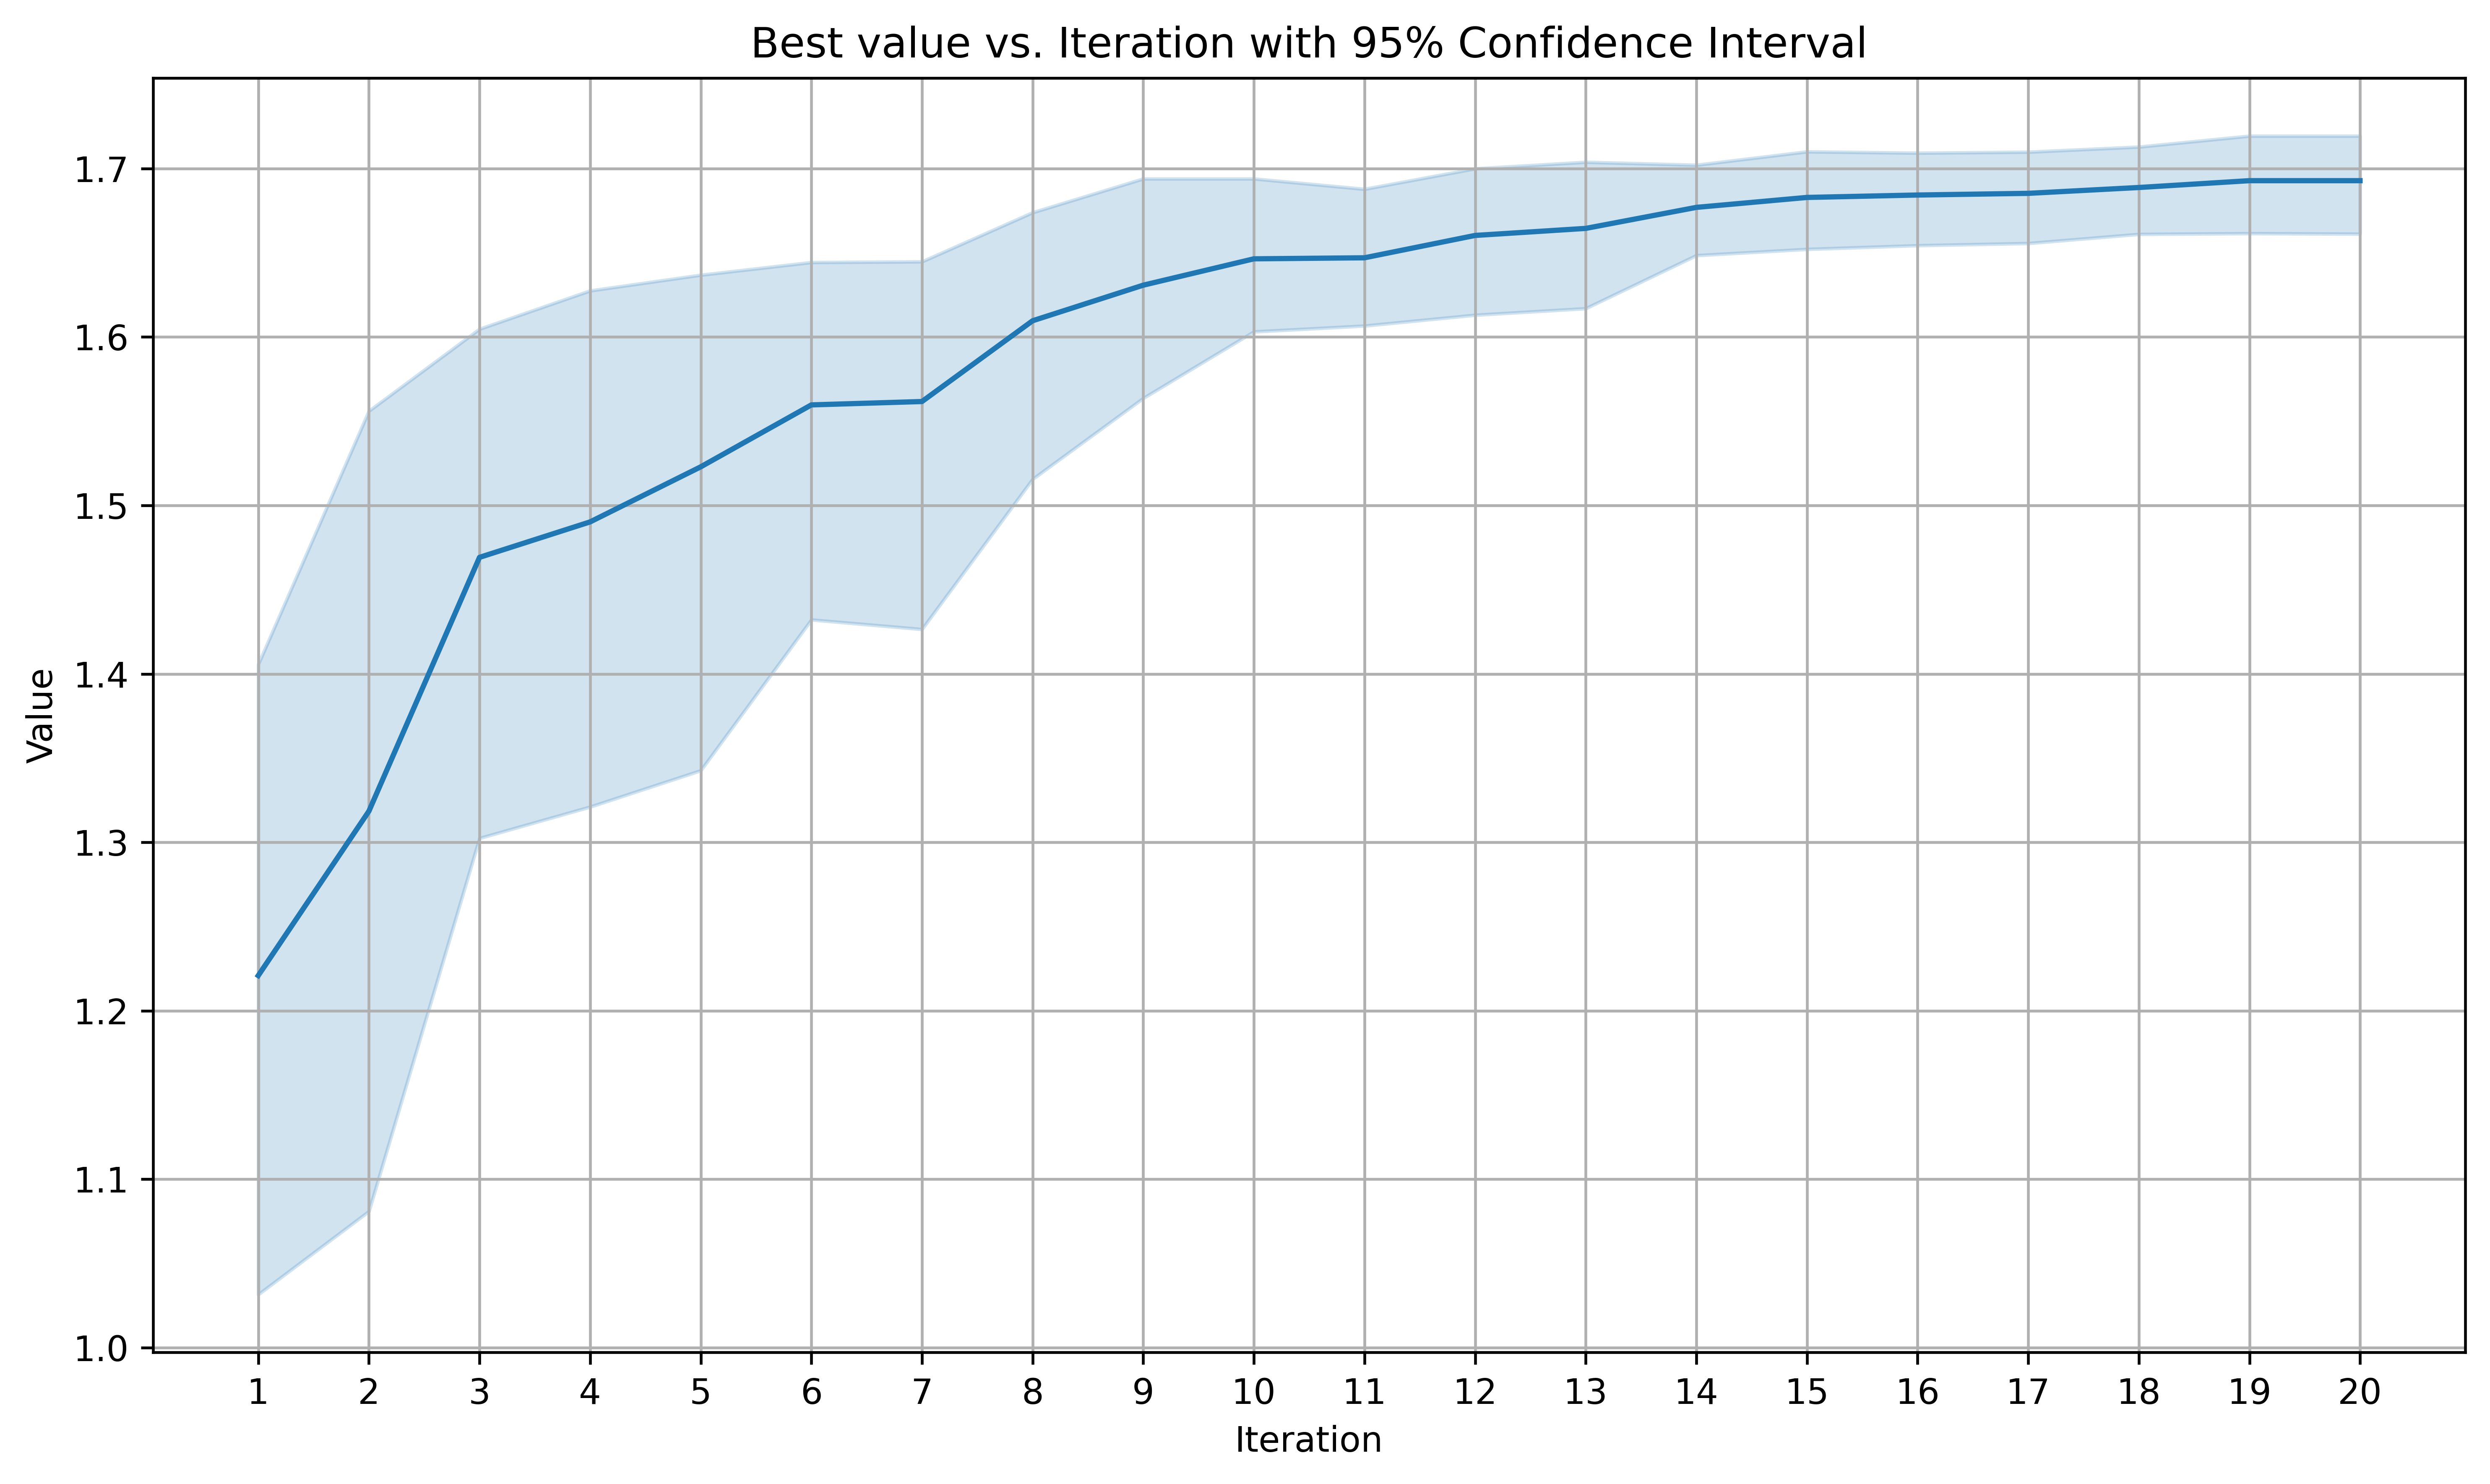 Best value vs. Iteration with 95% Confidence Interval
1.7
1.6
1.5
1.4
1.3
1.2
1.1
1.0
Value
1 2 3 4 5 6 7 8 9 10 11 12 13 14 15 16 17 18 19 20
Iteration